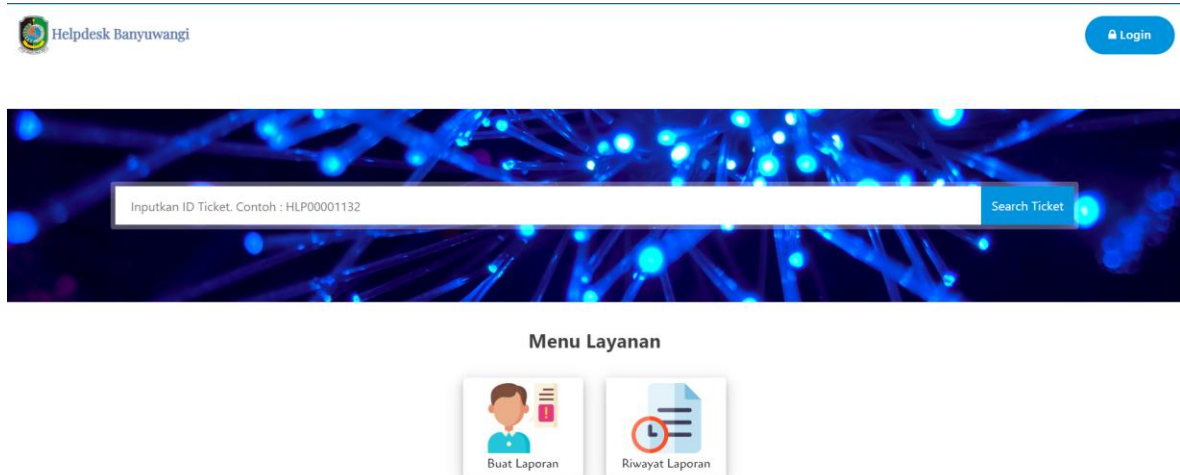 Helpdesk Banyuwangi
Login
Inputkan ID Ticket. Contoh : HLP00001132
Search Ticket
Menu Layanan
Buat Laporan
Riwayat Laporan